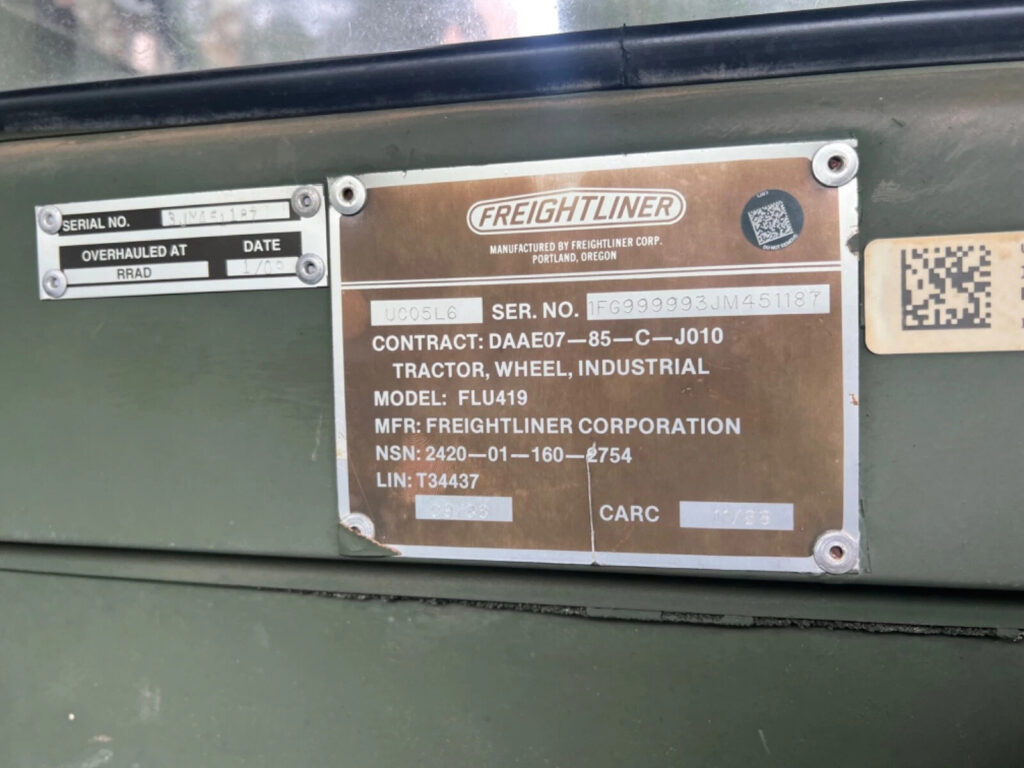 SERIAL NO.
OVERHAULED AT DATE
RRAD
FREIGHTLINER
MANUFACTURED BY FREIGHTLINER CORP.
PORTLAND, OREGON
UC05L6 SER. NO. 1FG999993JM451187
CONTRACT: DAAE07—85—C—J010
TRACTOR, WHEEL, INDUSTRIAL
MODEL: FLU419
MFR: FREIGHTLINER CORPORATION
NSN: 2420—01—160—2754
LIN: T34437
CARC